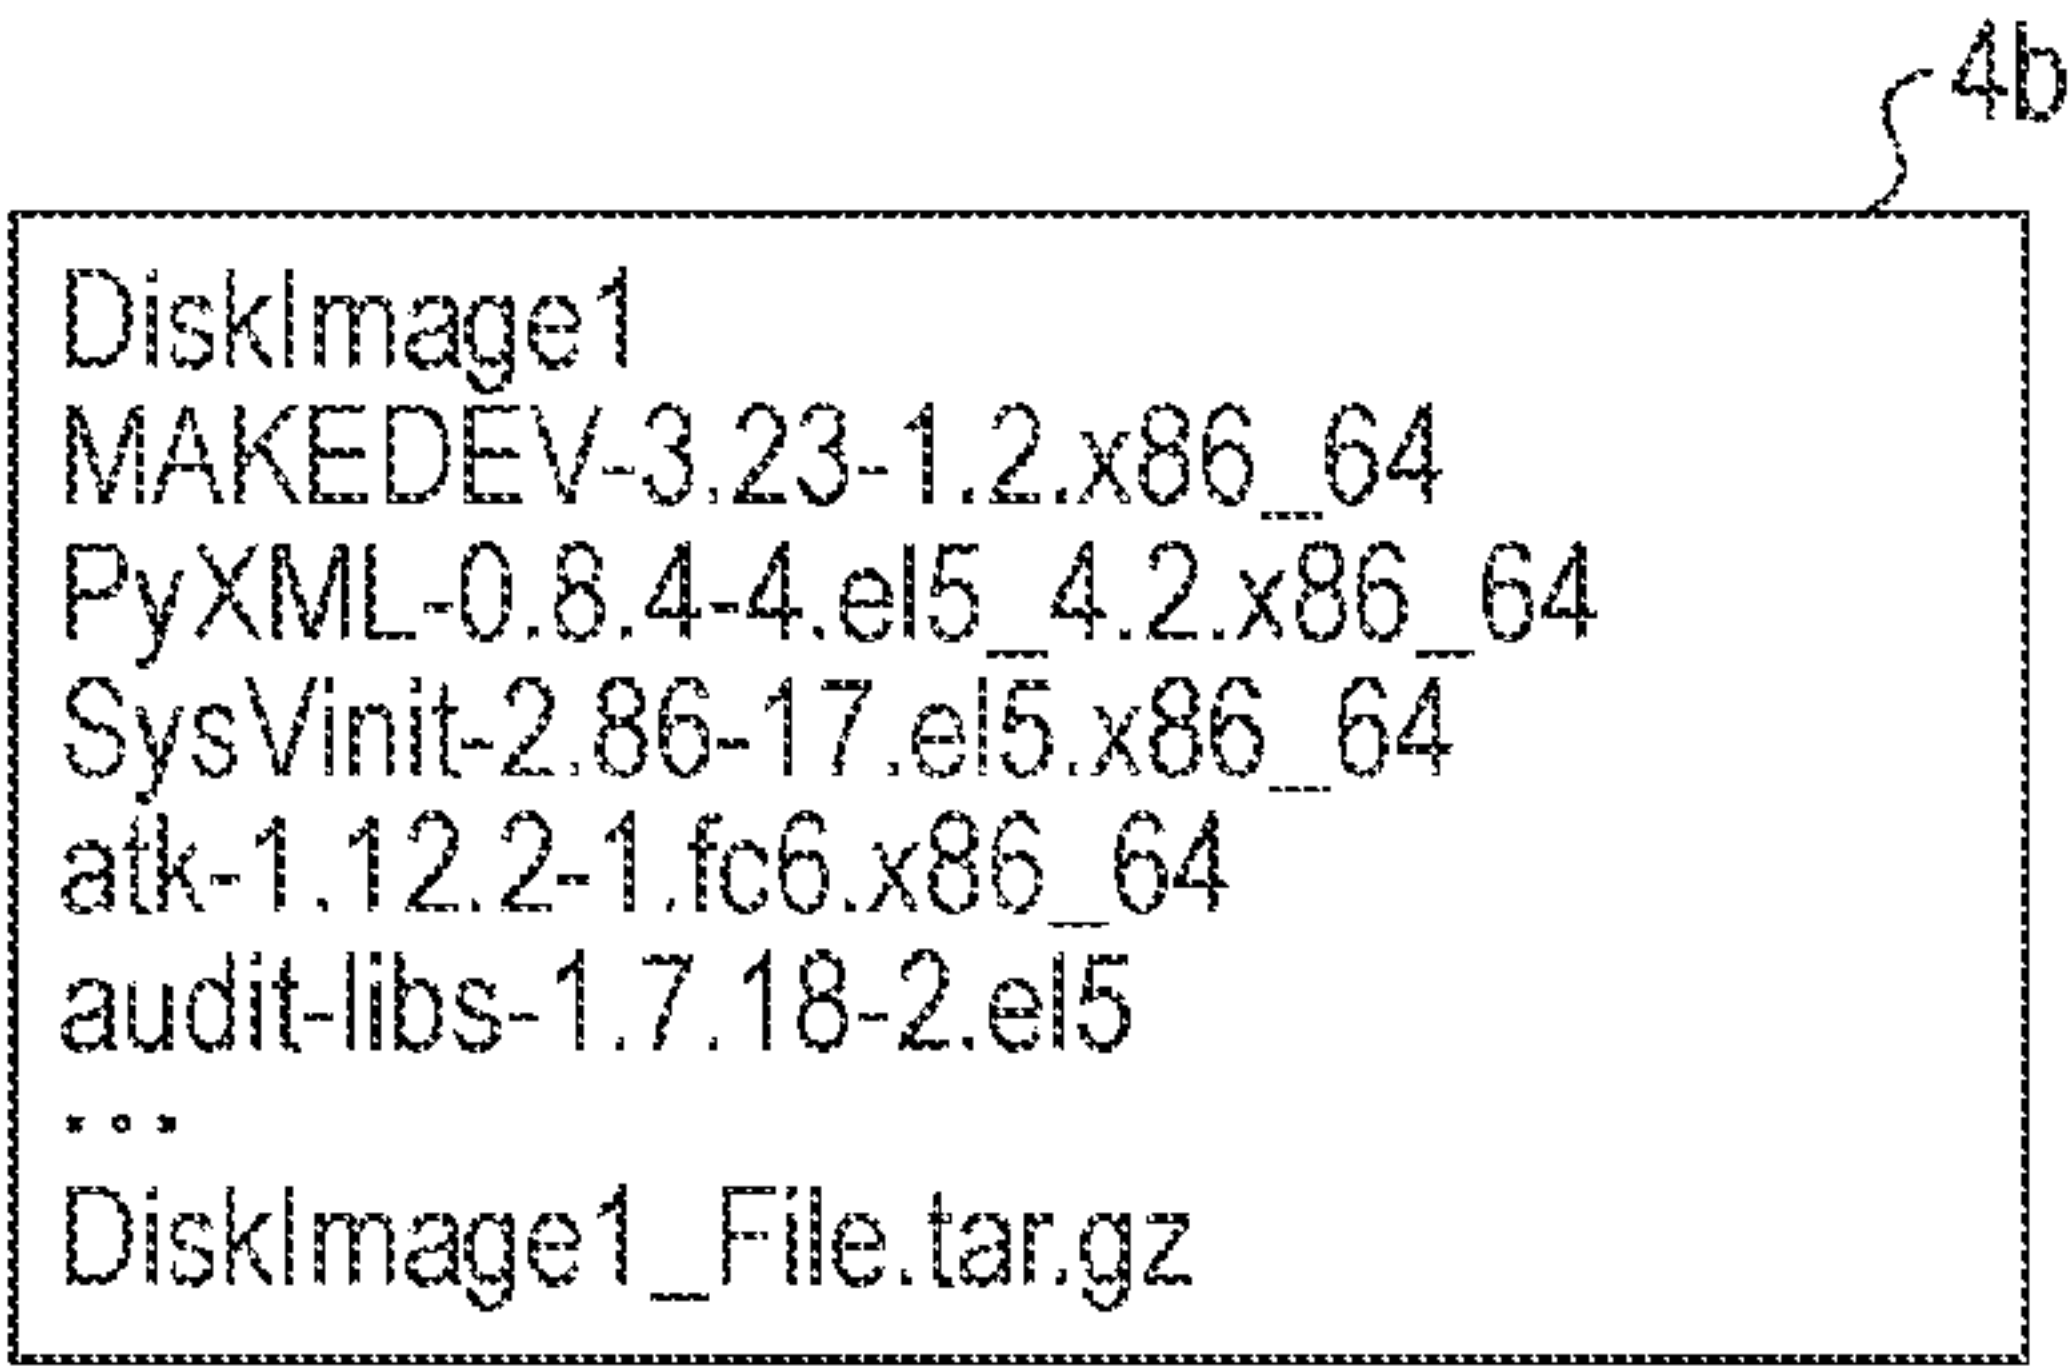 4b
DiskImage1
MAKEDEV-3.23-1.2.x86_64
PyXML-0.8.4-4.el5_4.2.x86_64
SysVinit-2.86-17.el5.x86_64
atk-1.12.2-1.fc6.x86_64
audit-libs-1.7.18-2.el5
...
DiskImage1_File.tar.gz